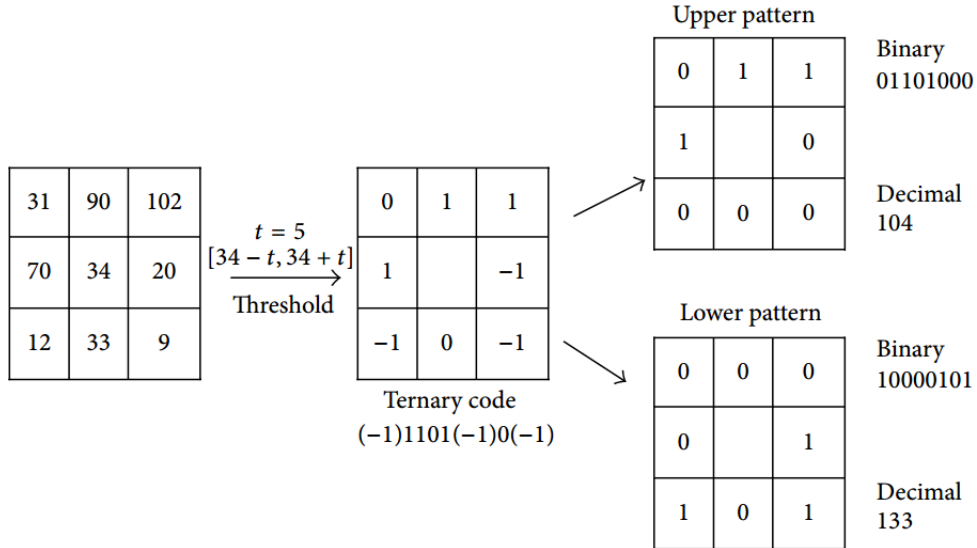 31 90 102
70 34 20
12 33 9
t = 5
[34 − t, 34 + t]
Threshold
0 1 1
1 −1
−1 0 −1
Ternary code
(−1)1101(−1)0(−1)
Upper pattern
0 1 1
1 0
0 0 0
Binary
01101000
Decimal
104
Lower pattern
0 0 0
0 1
1 0 1
Binary
10000101
Decimal
133